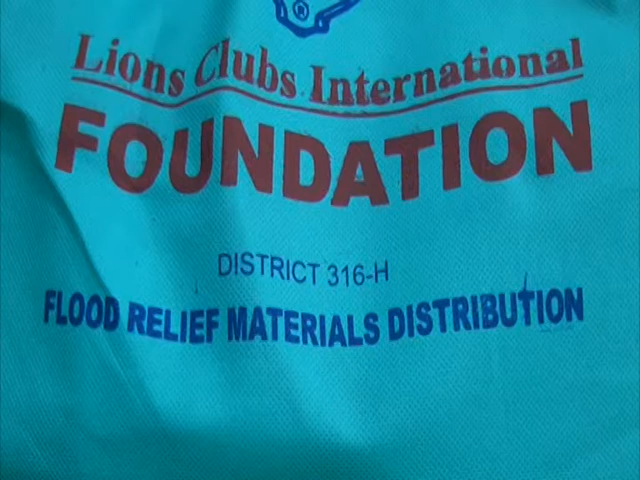 ®
Lions Clubs International
FOUNDATION
DISTRICT 316-H
FLOOD RELIEF MATERIALS DISTRIBUTION